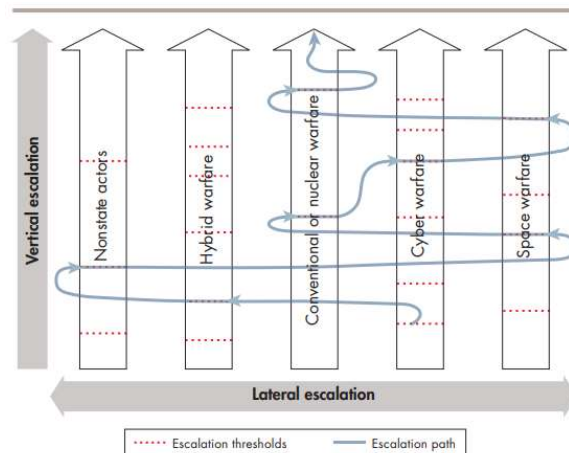 Vertical escalation
Nonstate actors
Hybrid warfare
Conventional or nuclear warfare
Cyber warfare
Space warfare
Lateral escalation
Escalation thresholds
Escalation path